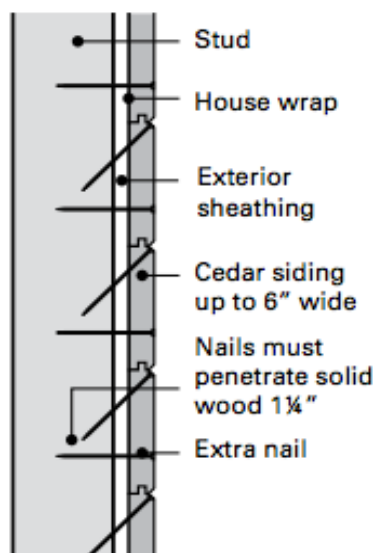 Stud
House wrap
Exterior
sheathing
Cedar siding
up to 6” wide
Nails must
penetrate solid
wood 1¼”
Extra nail